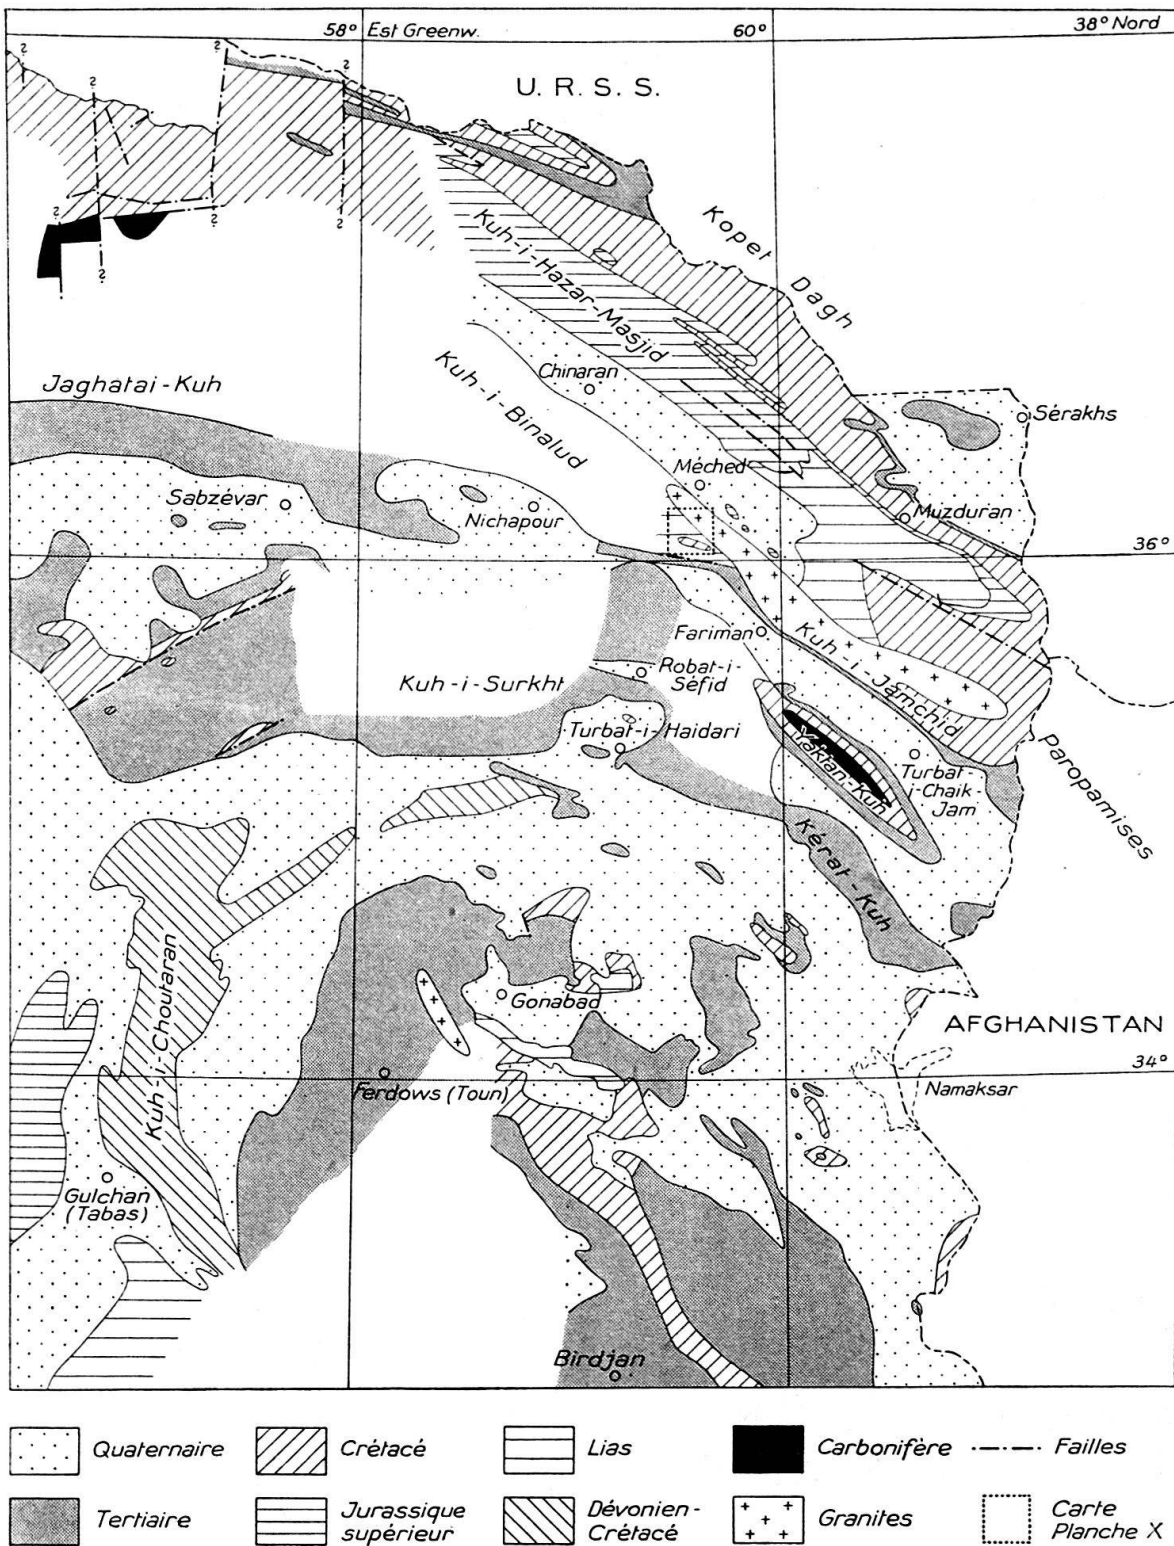 58° Est Greenw.
60°
38° Nord
U. R. S. S.
Kopet Dagh
Kuh-i-Hazar-Masjid
Jaghatai-Kuh
Kuh-i-Binalud
Chinaran
Sérakhs
Méched
Sabzévar
Nichapour
Muzduran
36°
Fariman
Kuh-i-Jamchid
Robat-i-
Séfid
Kuh-i-Surkht
Turbat-i-Haidari
Yaktan-Kuh
Turbat-
i-Chaik-
Jam
Paropamises
Kérat-Kuh
Kuh-i-Choutaran
Gonabad
AFGHANISTAN
34°
Ferdows (Toun)
Namaksar
Gulchan
(Tabas)
Birdjan
Quaternaire
Crétacé
Lias
Carbonifère
Failles
Tertiaire
Jurassique
supérieur
Dévonien-
Crétacé
Granites
Carte
Planche X